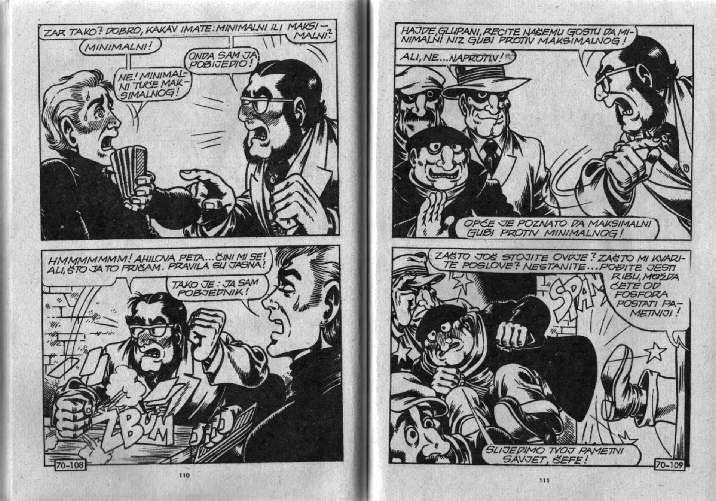 ZAR TAKO? DOBRO, KAKAV IMATE: MINIMALNI ILI MAKSI-
MALNI?
MINIMALNI!
ONDA SAM JA
POBIJEDIO!
NE! MINIMAL-
NI TUČE MAK-
SIMALNOG!
HMMMMMMM! AHILOVA PETA...ČINI MI SE!
ALI, ŠTO JA TO PRIČAM. PRAVILA SU JASNA!
TAKO JE: JA SAM
POBJEDNIK!
ZBUM
70-108
110
HAJDE, GLUPANI, RECITE NAŠEMU GOSTU DA MI-
NIMALNI NIZ GUBI PROTIV MAKSIMALNOG!
ALI, NE...NAPROTIV!
OPĆE JE POZNATO DA MAKSIMALNI
GUBI PROTIV MINIMALNOG!
ZAŠTO JOŠ STOJITE OVDJE? ZAŠTO MI KVARI-
TE POSLOVE? NESTANITE...POĐITE JESTI
RIBU, MOŽDA
ĆETE OD
FOSFORA
POSTATI PA-
METNIJI!
SPAM
SLIJEDIMO TVOJ PAMETNI
SAVJET, ŠEFE!
70-109
111